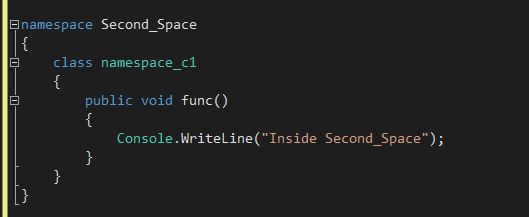 namespace Second_Space
{
class namespace_c1
{
public void func()
{
Console.WriteLine("Inside Second_Space");
}
}
}